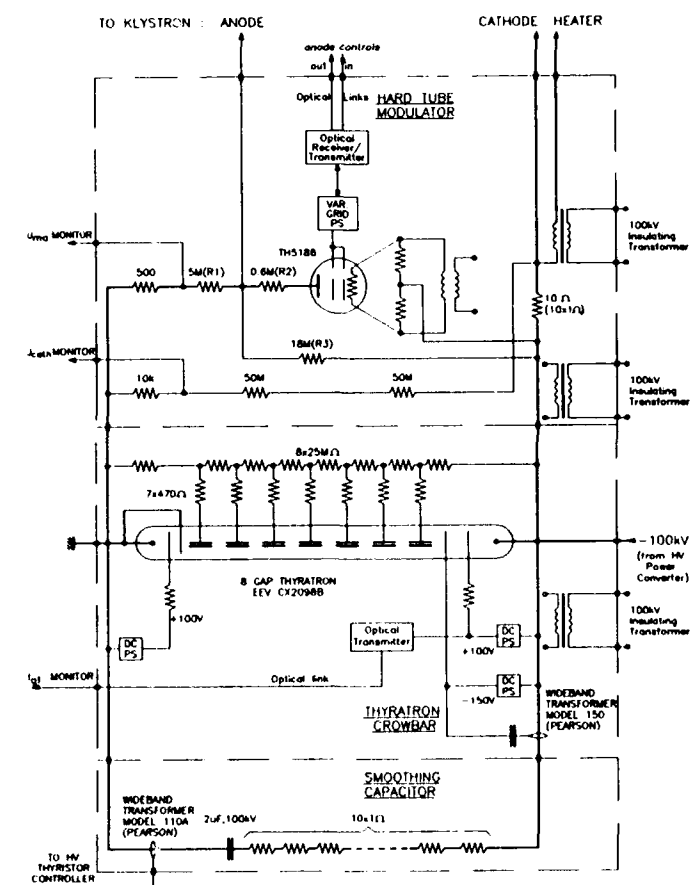 TO KLYSTRON : ANODE
CATHODE HEATER
anode controls
out in
Optical Links
HARD TUBE
MODULATOR
Optical
Receiver/
Transmitter
VAR
GRID
PS
TH5188
MONITOR
500
5M(R1)
0.6M(R2)
100kV
Insulating
Transformer
10 Ω
(10x1Ω)
18M(R3)
MONITOR
10k
50M
50M
100kV
Insulating
Transformer
8x25MΩ
7x470Ω
-100kV
(from HV
Power
Converter)
8 GAP THYRATRON
EEV CX2098B
+100V
DC
PS
Optical
Transmitter
+100V
DC
PS
100kV
Insulating
Transformer
MONITOR
Optical link
-150V
DC
PS
THYRATRON
CROWBAR
WIDEBAND
TRANSFORMER
MODEL 150
(PEARSON)
SMOOTHING
CAPACITOR
WIDEBAND
TRANSFORMER
MODEL 110A
(PEARSON)
2uF,100kV
10x1Ω
TO HV
THYRISTOR
CONTROLLER